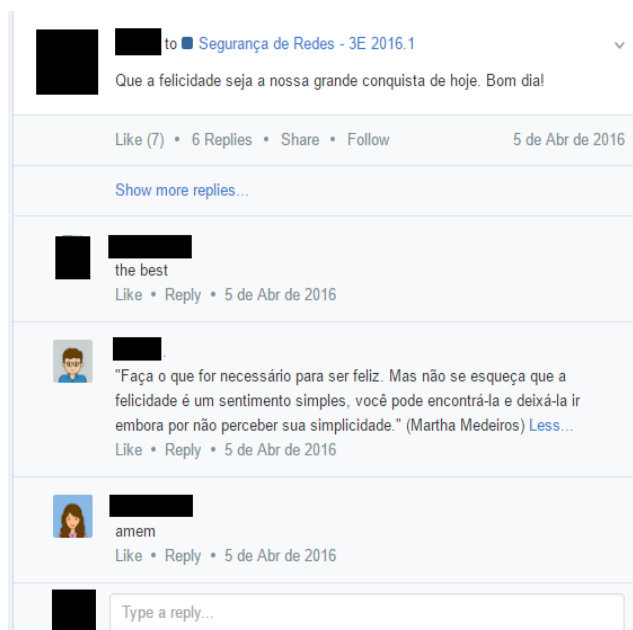 to Segurança de Redes - 3E 2016.1
Que a felicidade seja a nossa grande conquista de hoje. Bom dia!
Like (7) • 6 Replies • Share • Follow 5 de Abr de 2016
Show more replies...
the best
Like • Reply • 5 de Abr de 2016
"Faça o que for necessário para ser feliz. Mas não se esqueça que a
felicidade é um sentimento simples, você pode encontrá-la e deixá-la ir
embora por não perceber sua simplicidade." (Martha Medeiros) Less...
Like • Reply • 5 de Abr de 2016
amem
Like • Reply • 5 de Abr de 2016
Type a reply...